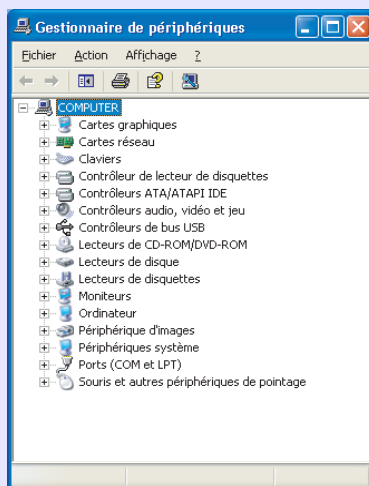 Gestionnaire de périphériques
Fichier Action Affichage ?
COMPUTER
Cartes graphiques
Cartes réseau
Claviers
Contrôleur de lecteur de disquettes
Contrôleurs ATA/ATAPI IDE
Contrôleurs audio, vidéo et jeu
Contrôleurs de bus USB
Lecteurs de CD-ROM/DVD-ROM
Lecteurs de disque
Lecteurs de disquettes
Moniteurs
Ordinateur
Périphérique d'images
Périphériques système
Ports (COM et LPT)
Souris et autres périphériques de pointage